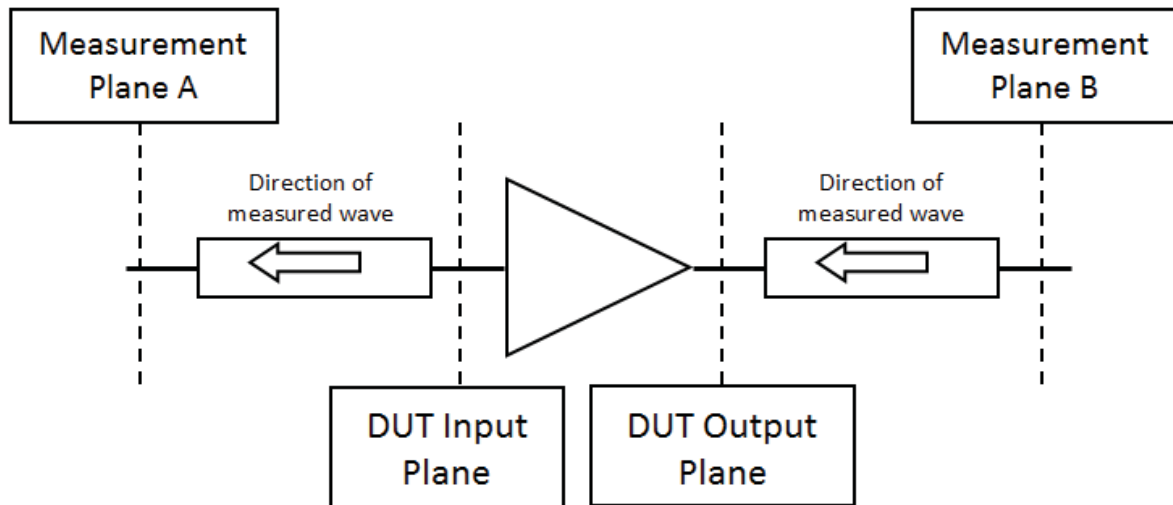 Measurement
Plane A
Measurement
Plane B
Direction of
measured wave
Direction of
measured wave
DUT Input
Plane
DUT Output
Plane